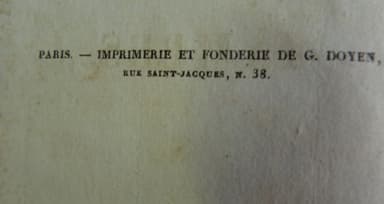 PARIS. — IMPRIMERIE ET FONDERIE DE G. DOYEN,
RUE SAINT-JACQUES, N. 38.